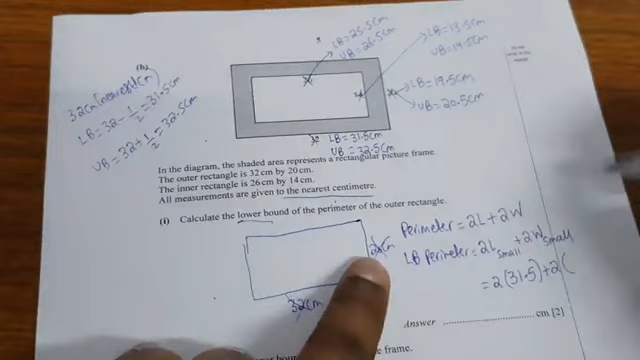 LB=25.5cm
UB=26.5cm
LB=13.5cm
UB=14.5cm
32cm (nearest cm)
LB=32-1/2=31.5cm
UB=32+1/2=32.5cm
LB=19.5cm
UB=20.5cm
LB=31.5cm
UB=32.5cm
In the diagram, the shaded area represents a rectangular picture frame.
The outer rectangle is 32 cm by 20 cm.
The inner rectangle is 26 cm by 14 cm.
All measurements are given to the nearest centimetre.
(i) Calculate the lower bound of the perimeter of the outer rectangle.
Perimeter = 2L + 2W
LB Perimeter = 2L small + 2W small
= 2(31.5)+2(
32cm
Answer ........................... cm [2]
frame.